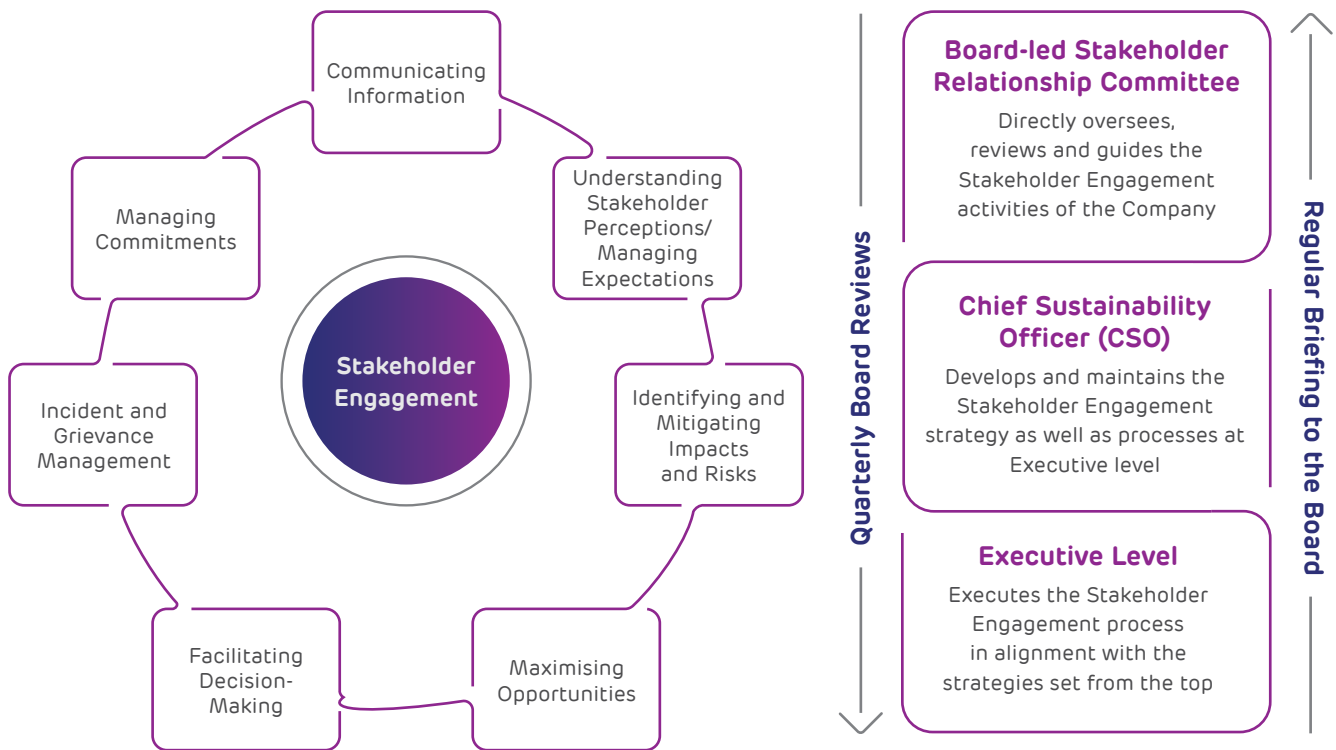 Communicating
Information
Understanding
Stakeholder
Perceptions/
Managing
Expectations
Identifying and
Mitigating
Impacts
and Risks
Maximising
Opportunities
Facilitating
Decision-
Making
Incident and
Grievance
Management
Managing
Commitments
Stakeholder
Engagement
Quarterly Board Reviews
Board-led Stakeholder
Relationship Committee
Directly oversees,
reviews and guides the
Stakeholder Engagement
activities of the Company
Chief Sustainability
Officer (CSO)
Develops and maintains the
Stakeholder Engagement
strategy as well as processes at
Executive level
Executive Level
Executes the Stakeholder
Engagement process
in alignment with the
strategies set from the top
Regular Briefing to the Board